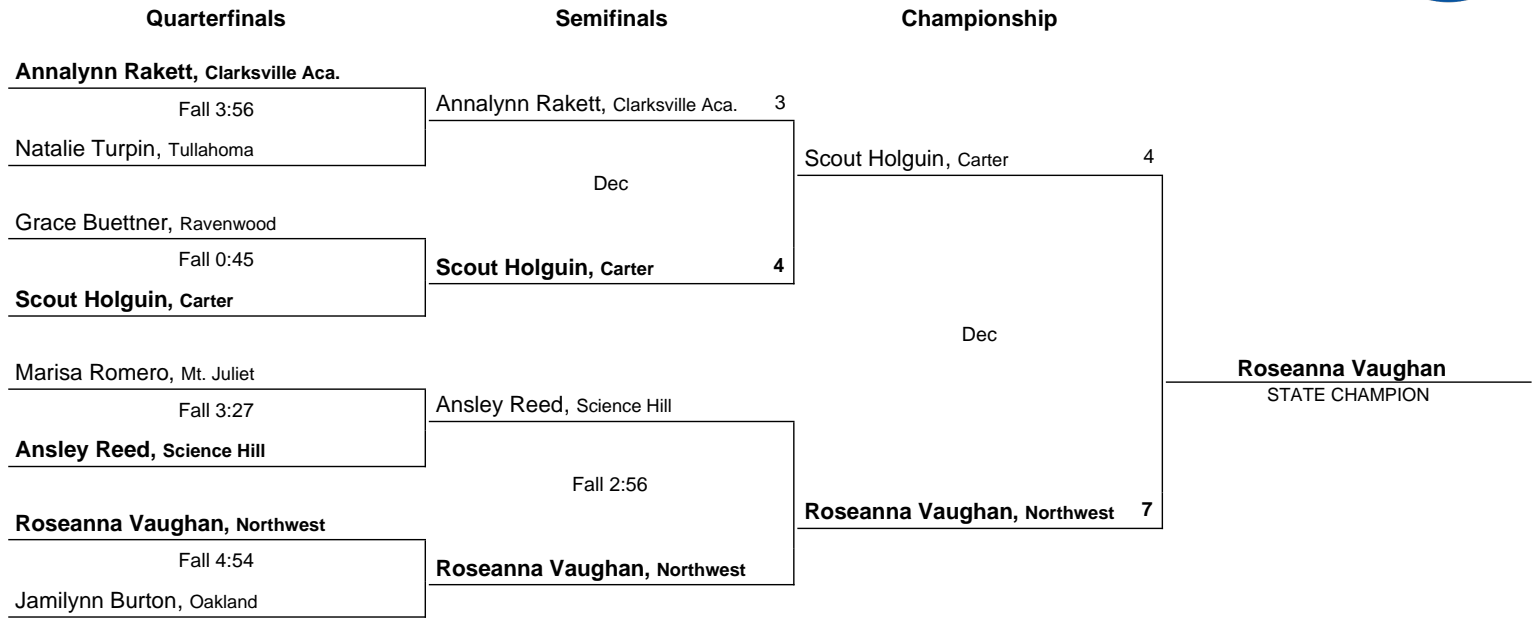 Quarterfinals
Semifinals
Championship
Annalynn Rakett, Clarksville Aca.
Fall 3:56
Natalie Turpin, Tullahoma
Grace Buettner, Ravenwood
Fall 0:45
Scout Holguin, Carter
Marisa Romero, Mt. Juliet
Fall 3:27
Ansley Reed, Science Hill
Roseanna Vaughan, Northwest
Fall 4:54
Jamilynn Burton, Oakland
Annalynn Rakett, Clarksville Aca. 3
Dec
Scout Holguin, Carter 4
Ansley Reed, Science Hill
Fall 2:56
Roseanna Vaughan, Northwest
Scout Holguin, Carter 4
Dec
Roseanna Vaughan, Northwest 7
Roseanna Vaughan
STATE CHAMPION